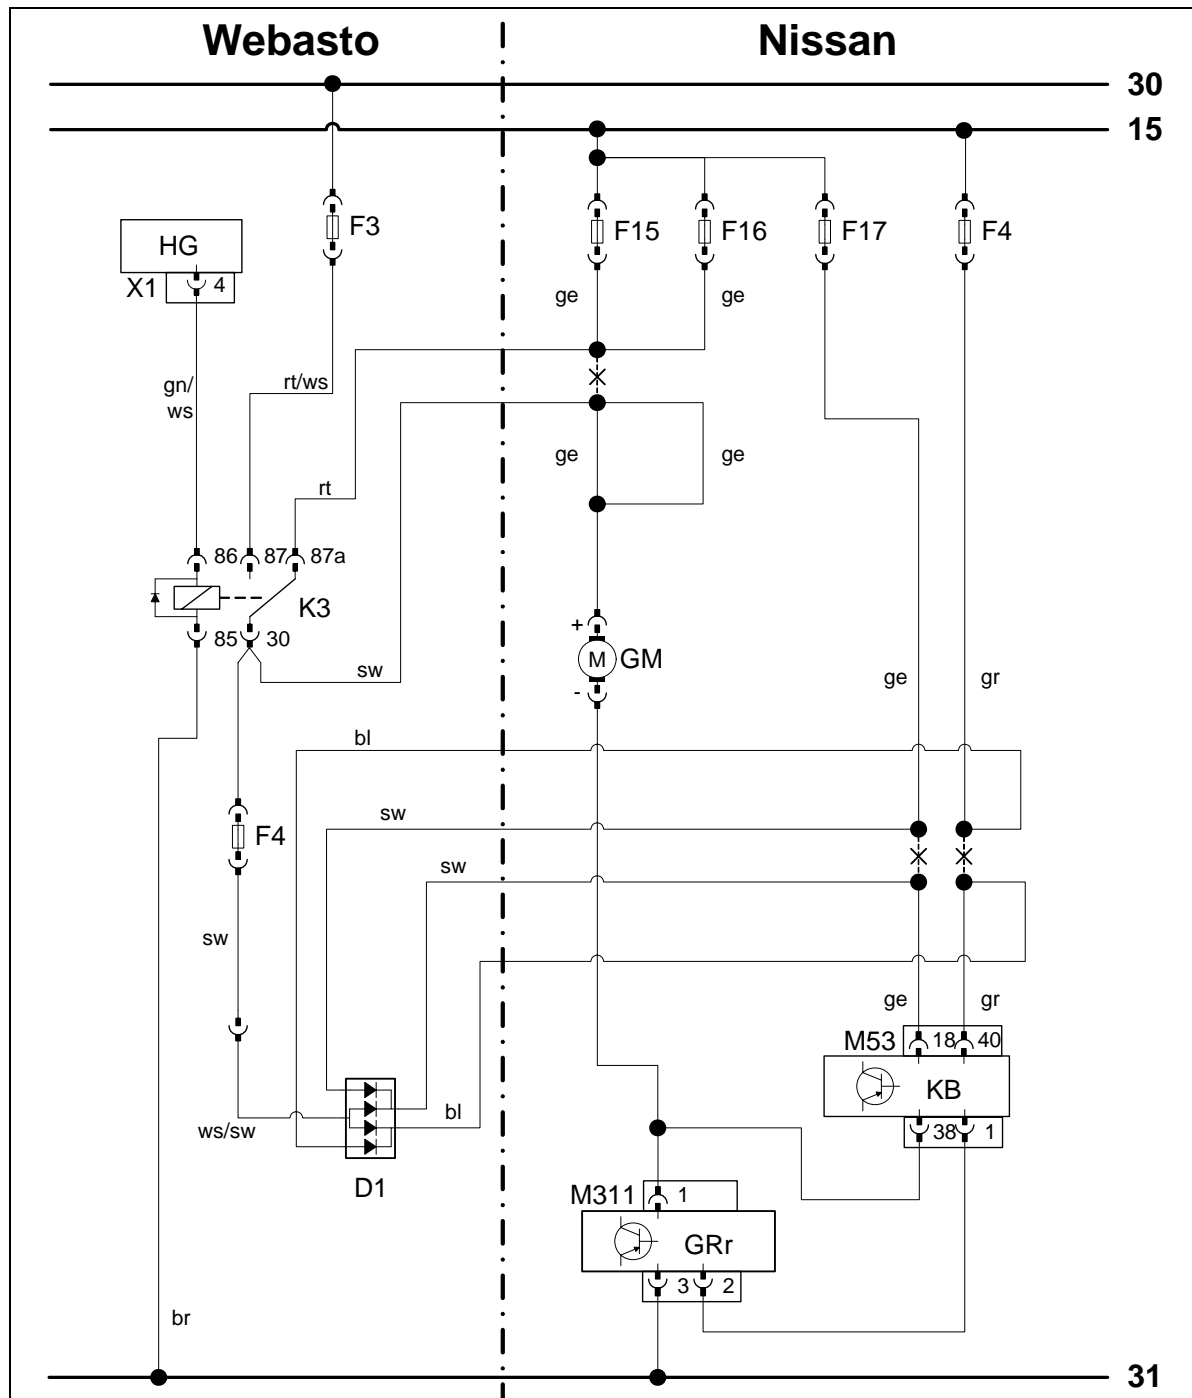 Webasto
Nissan
30
15
F3
F15
F16
F17
F4
HG
X1
4
ge
ge
gn/
ws
rt/ws
ge
ge
rt
86
87
87a
K3
85
30
+
M
GM
-
sw
ge
gr
bl
sw
F4
sw
sw
ge
gr
M53
18
40
KB
38
1
ws/sw
bl
D1
M311
1
GRr
3
2
br
31